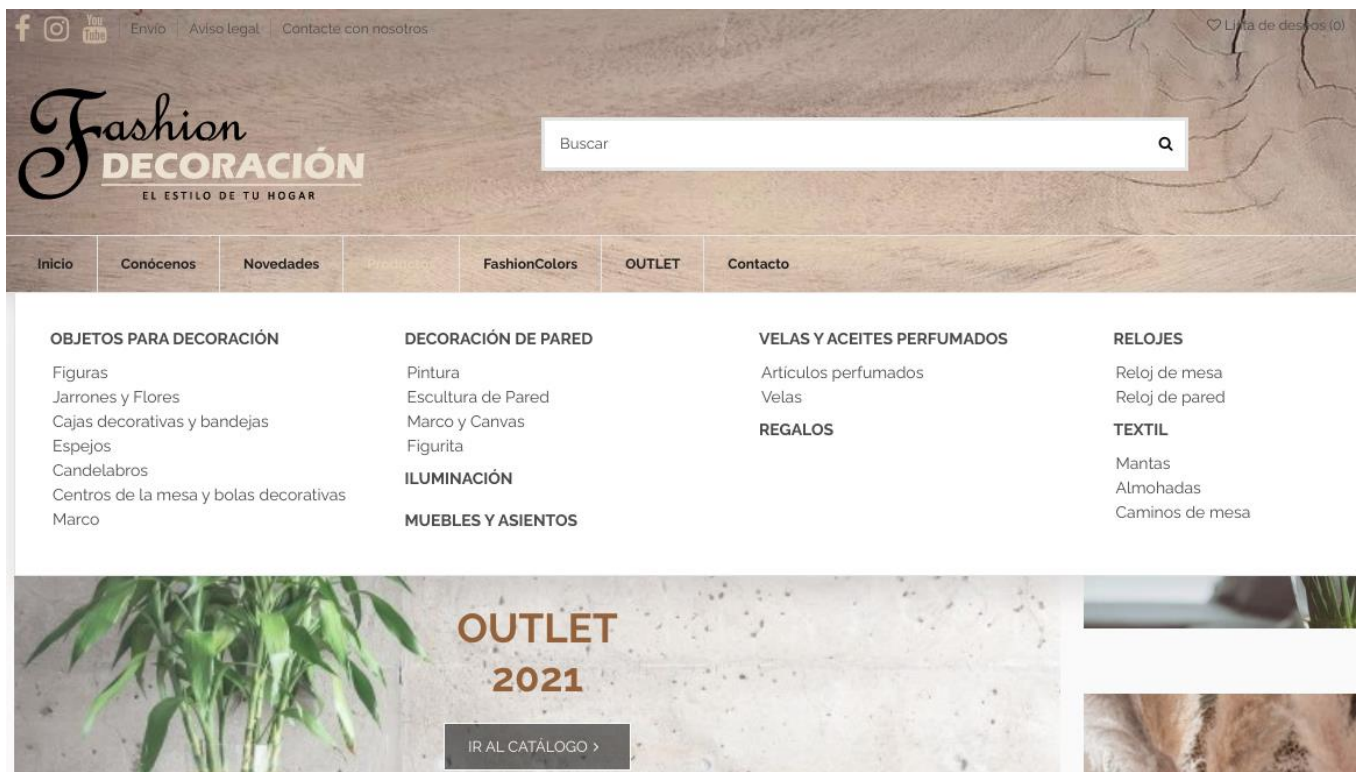 f
You
Tube
Envío
Aviso legal
Contacte con nosotros
Lista de deseos (0)
Fashion
DECORACIÓN
EL ESTILO DE TU HOGAR
Buscar
Inicio
Conócenos
Novedades
Productos
FashionColors
OUTLET
Contacto
OBJETOS PARA DECORACIÓN
Figuras
Jarrones y Flores
Cajas decorativas y bandejas
Espejos
Candelabros
Centros de la mesa y bolas decorativas
Marco
DECORACIÓN DE PARED
Pintura
Escultura de Pared
Marco y Canvas
Figurita
ILUMINACIÓN
MUEBLES Y ASIENTOS
VELAS Y ACEITES PERFUMADOS
Artículos perfumados
Velas
REGALOS
RELOJES
Reloj de mesa
Reloj de pared
TEXTIL
Mantas
Almohadas
Caminos de mesa
OUTLET
2021
IR AL CATÁLOGO >